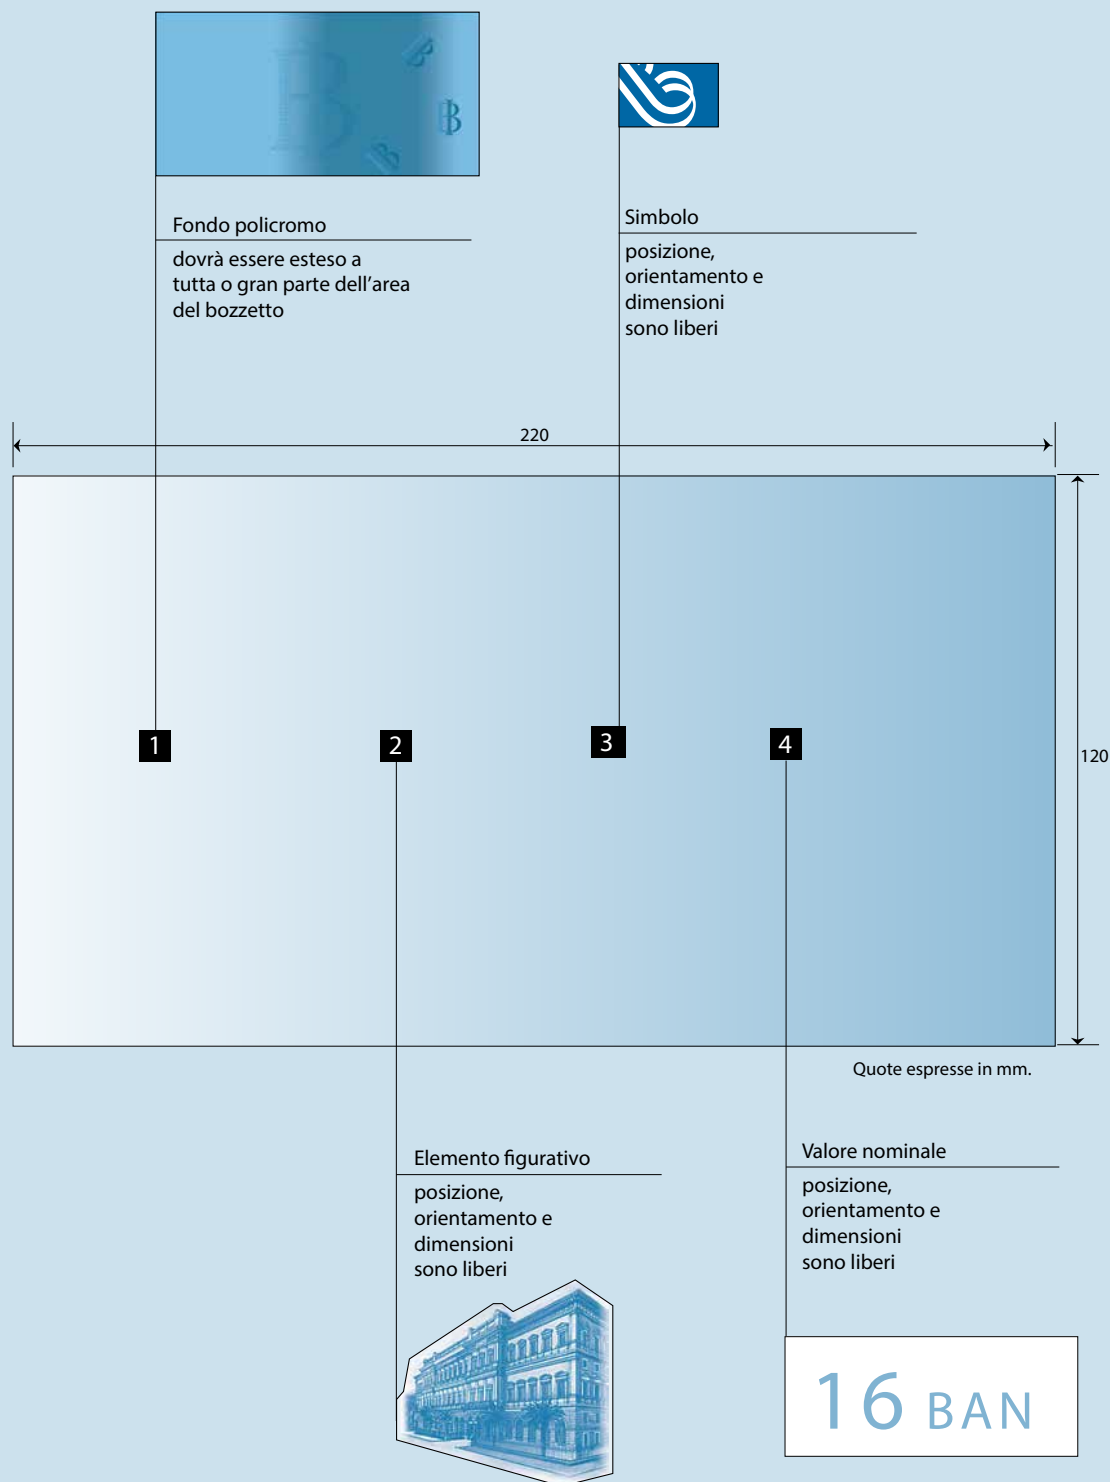 Fondo policromo
dovrà essere esteso a
tutta o gran parte dell'area
del bozzetto
Simbolo
posizione,
orientamento e
dimensioni
sono liberi
220
1
2
3
4
120
Quote espresse in mm.
Elemento figurativo
posizione,
orientamento e
dimensioni
sono liberi
Valore nominale
posizione,
orientamento e
dimensioni
sono liberi
16 BAN